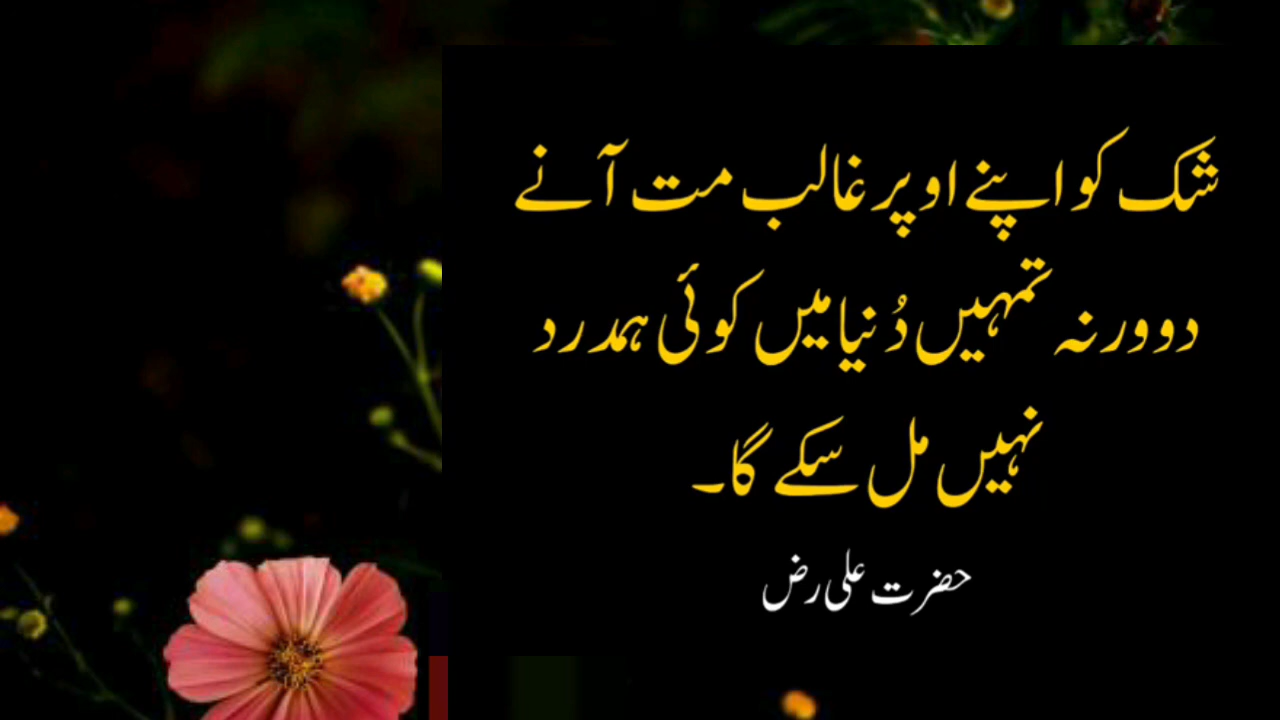 شک کو اپنے اوپر غالب مت آنے
دو ورنہ تمہیں دُنیا میں کوئی ہمدرد
نہیں مل سکے گا۔
حضرت علی رض